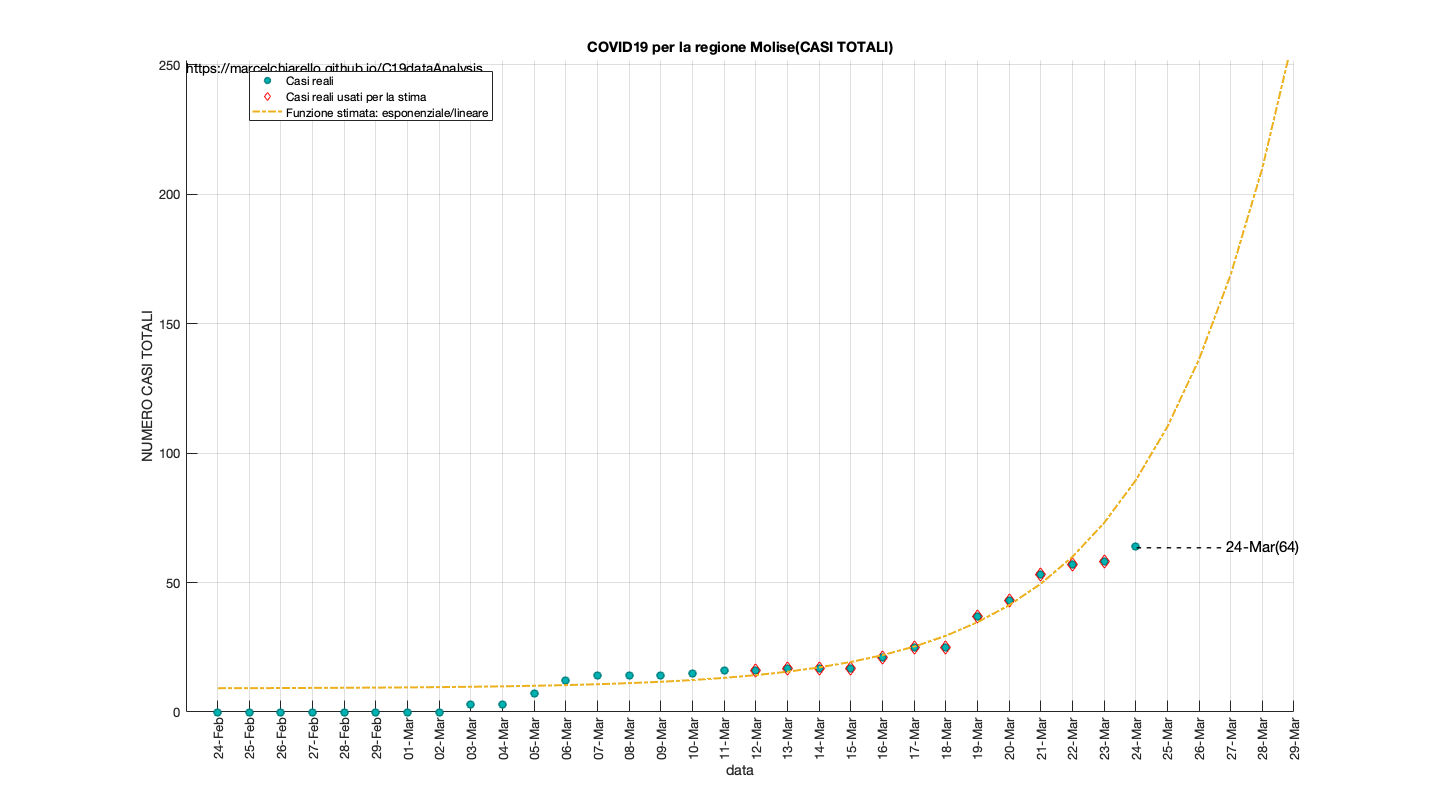 COVID19 per la regione Molise(CASI TOTALI)
https://marcelchiarello.github.io/C19dataAnalysis
Casi reali
Casi reali usati per la stima
Funzione stimata: esponenziale/lineare
NUMERO CASI TOTALI
250
200
150
100
50
0
24-Mar(64)
24-Feb
25-Feb
26-Feb
27-Feb
28-Feb
29-Feb
01-Mar
02-Mar
03-Mar
04-Mar
05-Mar
06-Mar
07-Mar
08-Mar
09-Mar
10-Mar
11-Mar
12-Mar
13-Mar
14-Mar
15-Mar
16-Mar
17-Mar
18-Mar
19-Mar
20-Mar
21-Mar
22-Mar
23-Mar
24-Mar
25-Mar
26-Mar
27-Mar
28-Mar
29-Mar
data